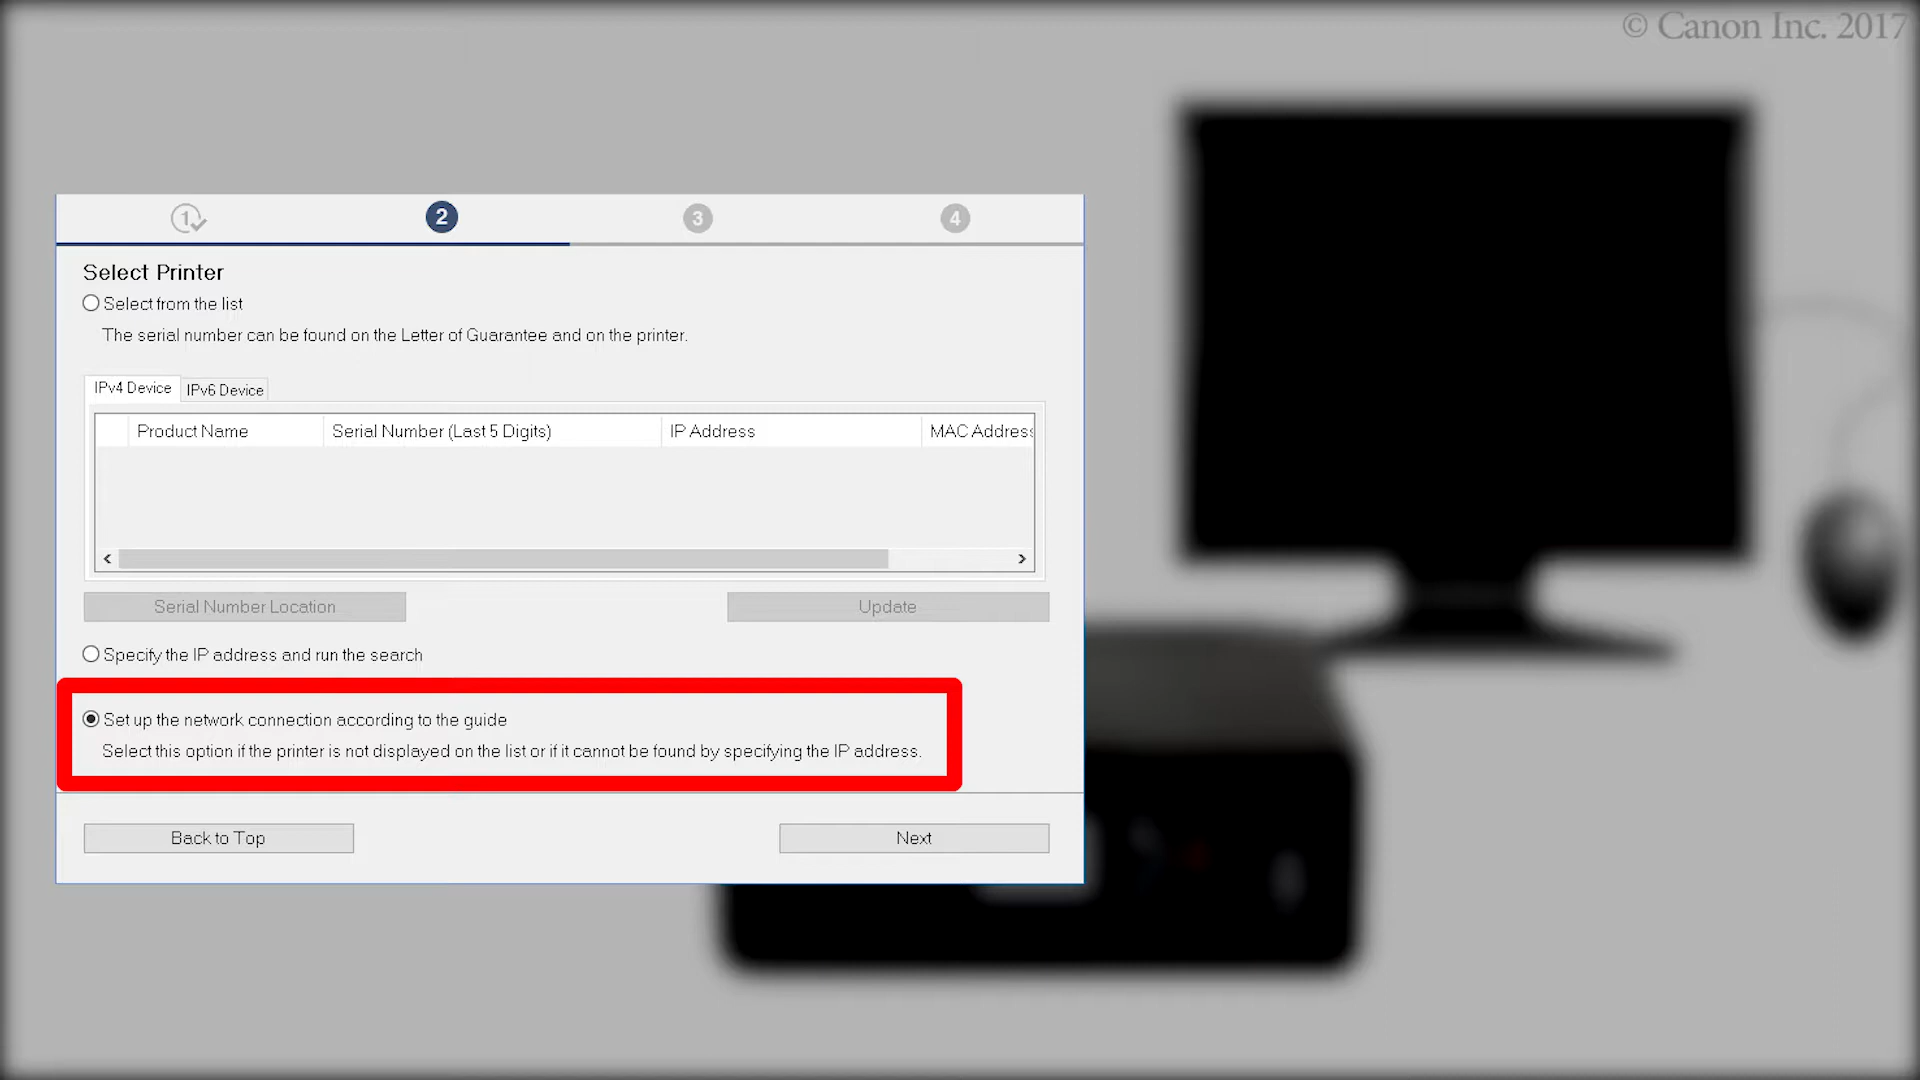 © Canon Inc. 2017
1 2 3 4
Select Printer
Select from the list
The serial number can be found on the Letter of Guarantee and on the printer.
IPv4 Device IPv6 Device
Product Name Serial Number (Last 5 Digits) IP Address MAC Address
Serial Number Location Update
Specify the IP address and run the search
Set up the network connection according to the guide
Select this option if the printer is not displayed on the list or if it cannot be found by specifying the IP address.
Back to Top Next